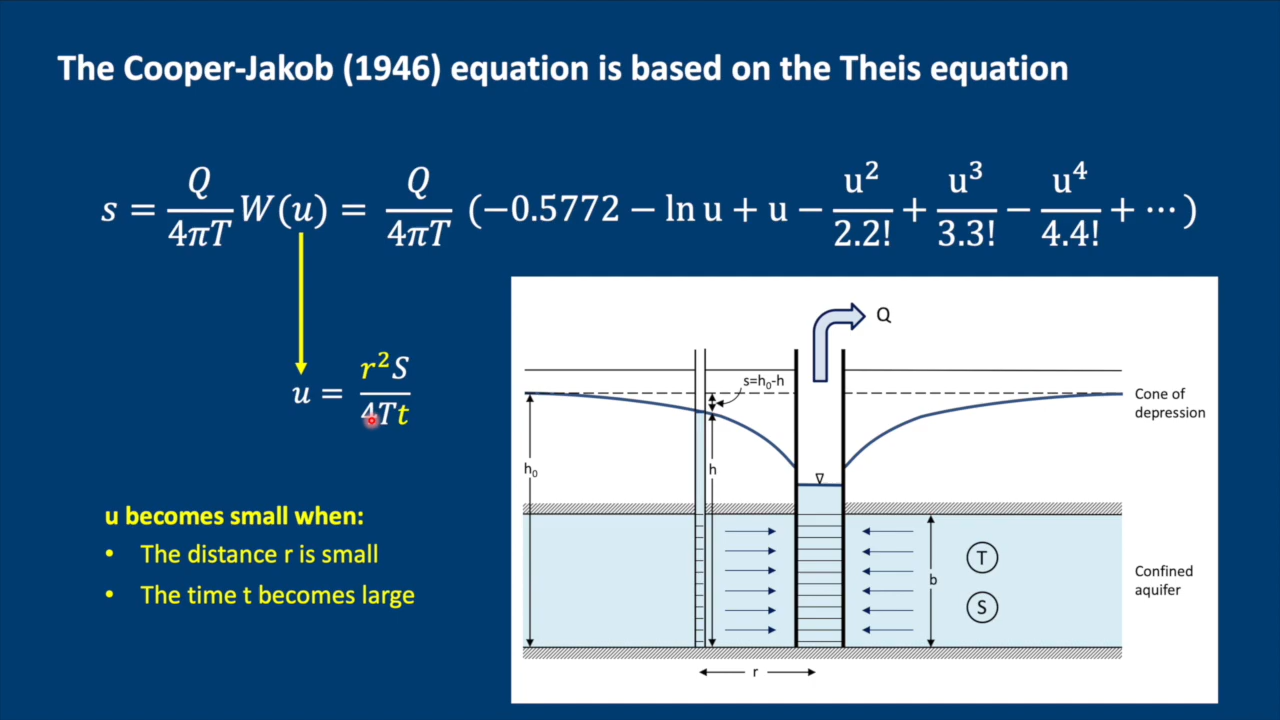 The Cooper-Jakob (1946) equation is based on the Theis equation
s = Q/4πT W(u) = Q/4πT (−0.5772 − ln u + u − u²/2.2! + u³/3.3! − u⁴/4.4! + ⋯)
u = r²S/4Tt
u becomes small when:
• The distance r is small
• The time t becomes large
Q
s=h₀-h
Cone of
depression
h₀
h
T
b
S
Confined
aquifer
r